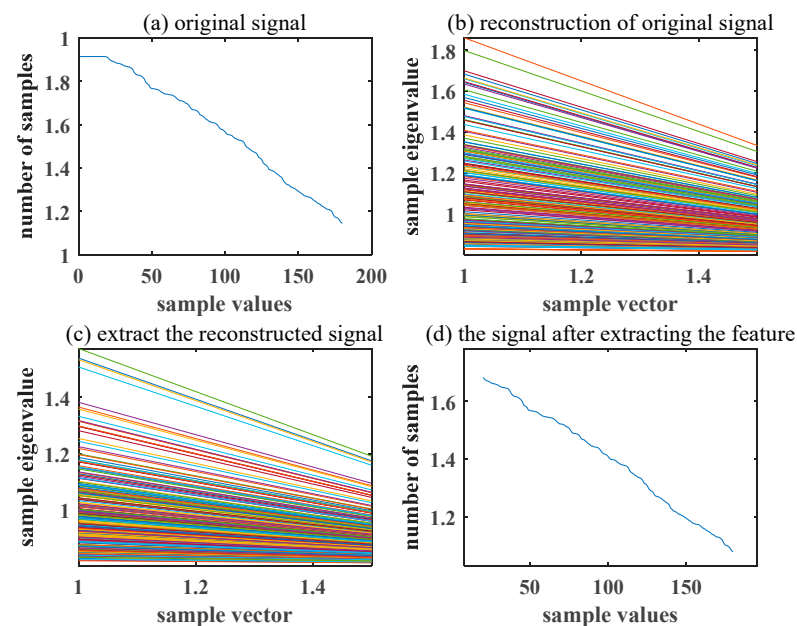 (a) original signal
number of samples
1
1.8
1.6
1.4
1.2
1
0 50 100 150 200
sample values
(b) reconstruction of original signal
sample eigenvalue
1.8
1.6
1.4
1.2
1
1 1.2 1.4
sample vector
(c) extract the reconstructed signal
sample eigenvalue
1.4
1.2
1
1 1.2 1.4
sample vector
(d) the signal after extracting the feature
number of samples
1.6
1.4
1.2
50 100 150
sample values